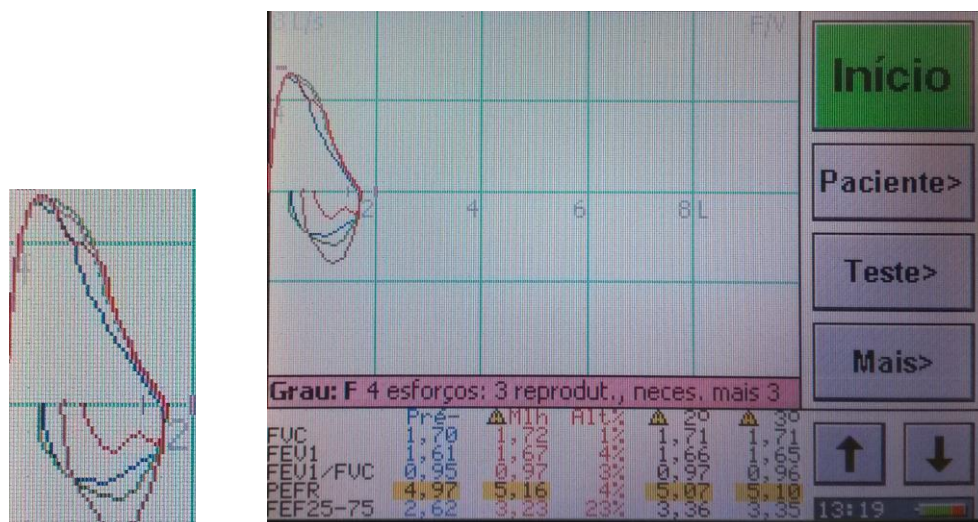 8 L/s F/V
4
2 4 6 8 L
Grau: F 4 esforços: 3 reprodut., neces. mais 3
Pré- Mlh Alt% 2º 3º
FVC 1,70 1,72 1% 1,71 1,71
FEV1 1,61 1,67 4% 1,66 1,65
FEV1/FVC 0,95 0,97 3% 0,97 0,96
PEFR 4,97 5,16 4% 5,07 5,10
FEF25-75 2,62 3,23 23% 3,36 3,35
Início
Paciente>
Teste>
Mais>
13:19
2